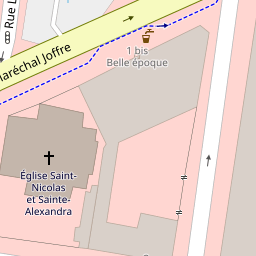 Rue L
Maréchal Joffre
1 bis
Belle époque
Église Saint-
Nicolas
et Sainte-
Alexandra